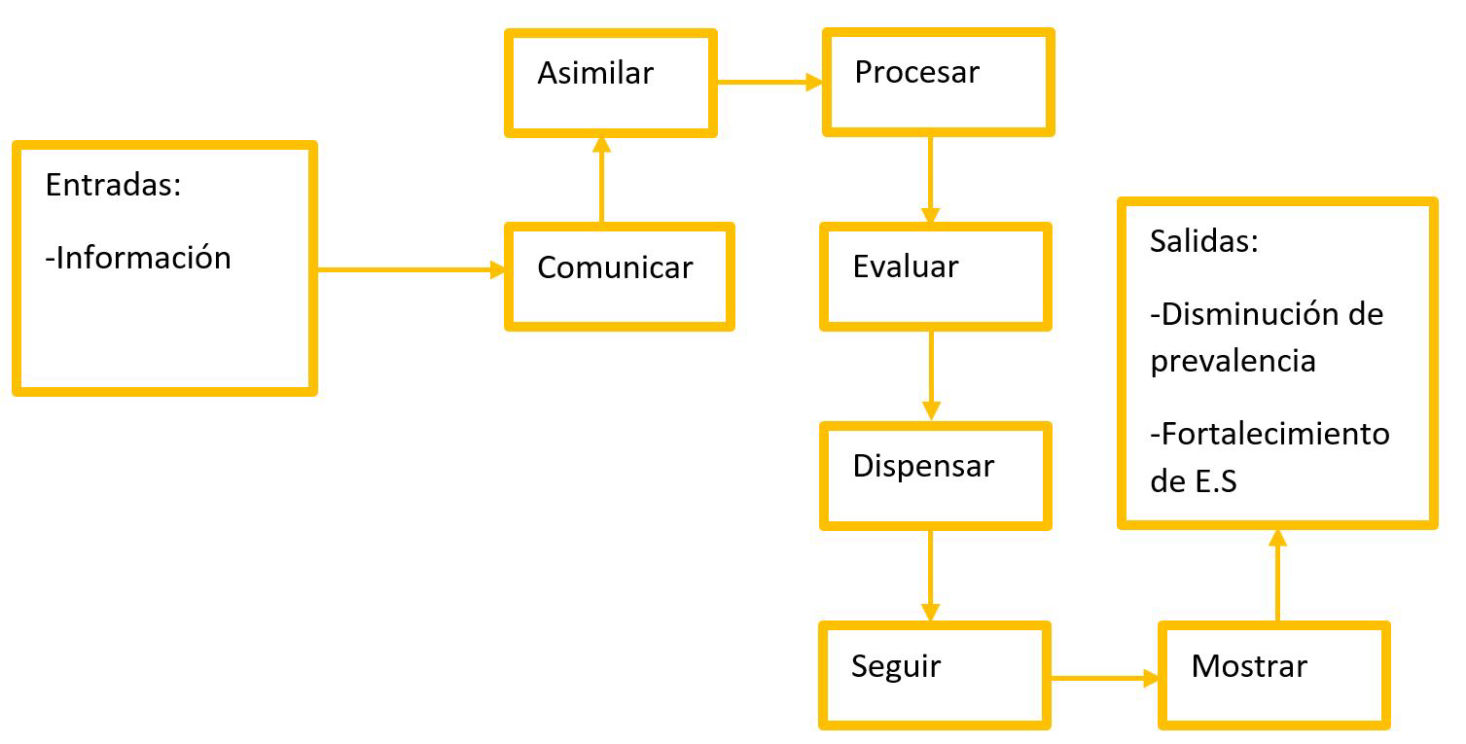 Entradas:
-Información
Comunicar
Asimilar
Procesar
Evaluar
Dispensar
Seguir
Mostrar
Salidas:
-Disminución de
prevalencia
-Fortalecimiento
de E.S